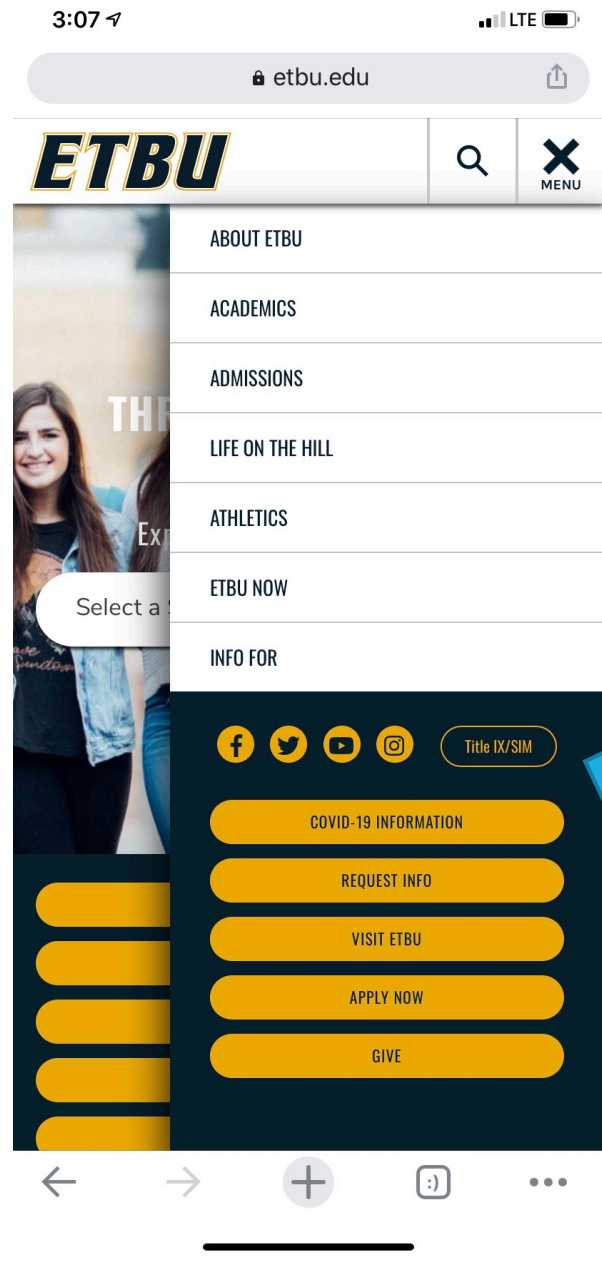 3:07
LTE
etbu.edu
ETBU
MENU
ABOUT ETBU
ACADEMICS
ADMISSIONS
LIFE ON THE HILL
ATHLETICS
ETBU NOW
INFO FOR
Select a
Title IX/SIM
COVID-19 INFORMATION
REQUEST INFO
VISIT ETBU
APPLY NOW
GIVE
:)